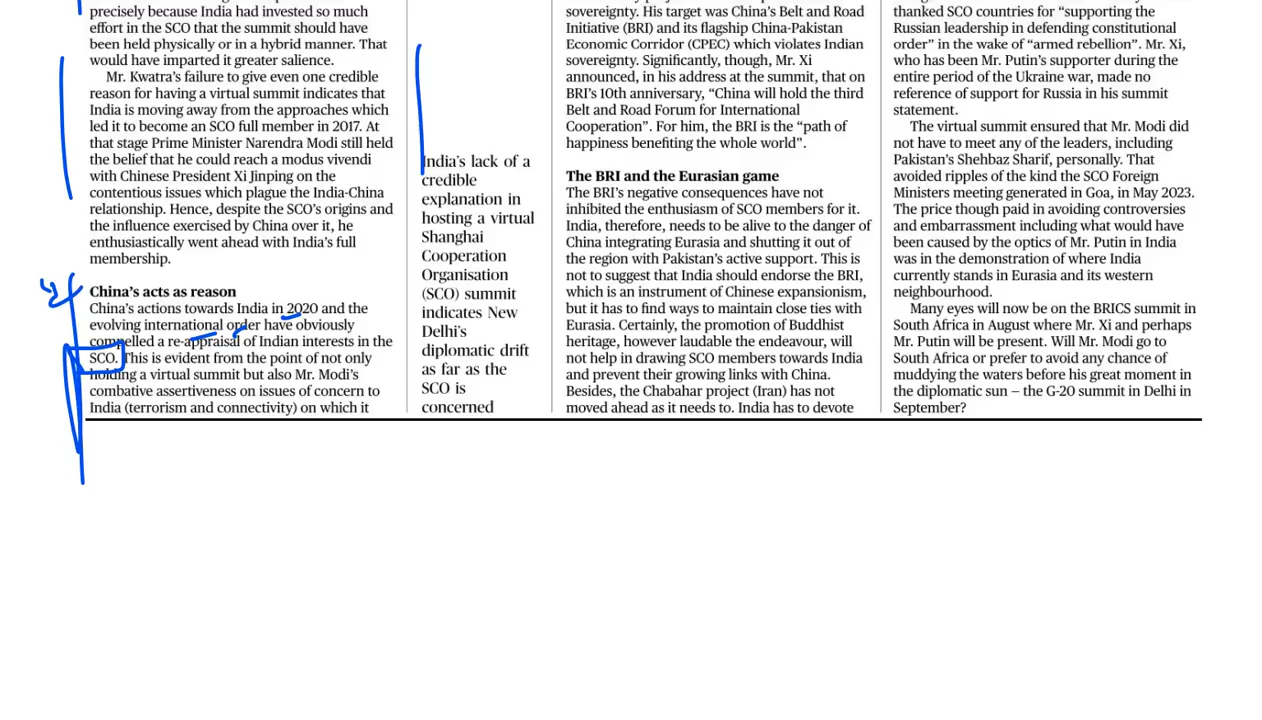 precisely because India had invested so much
effort in the SCO that the summit should have
been held physically or in a hybrid manner. That
would have imparted it greater salience.
Mr. Kwatra's failure to give even one credible
reason for having a virtual summit indicates that
India is moving away from the approaches which
led it to become an SCO full member in 2017. At
that stage Prime Minister Narendra Modi still held
the belief that he could reach a modus vivendi
with Chinese President Xi Jinping on the
contentious issues which plague the India-China
relationship. Hence, despite the SCO's origins and
the influence exercised by China over it, he
enthusiastically went ahead with India's full
membership.
China's acts as reason
China's actions towards India in 2020 and the
evolving international order have obviously
compelled a re-appraisal of Indian interests in the
SCO. This is evident from the point of not only
holding a virtual summit but also Mr. Modi's
combative assertiveness on issues of concern to
India (terrorism and connectivity) on which it
India's lack of a
credible
explanation in
hosting a virtual
Shanghai
Cooperation
Organisation
(SCO) summit
indicates New
Delhi's
diplomatic drift
as far as the
SCO is
concerned
sovereignty. His target was China's Belt and Road
Initiative (BRI) and its flagship China-Pakistan
Economic Corridor (CPEC) which violates Indian
sovereignty. Significantly, though, Mr. Xi
announced, in his address at the summit, that on
BRI's 10th anniversary, "China will hold the third
Belt and Road Forum for International
Cooperation". For him, the BRI is the "path of
happiness benefiting the whole world".
The BRI and the Eurasian game
The BRI's negative consequences have not
inhibited the enthusiasm of SCO members for it.
India, therefore, needs to be alive to the danger of
China integrating Eurasia and shutting it out of
the region with Pakistan's active support. This is
not to suggest that India should endorse the BRI,
which is an instrument of Chinese expansionism,
but it has to find ways to maintain close ties with
Eurasia. Certainly, the promotion of Buddhist
heritage, however laudable the endeavour, will
not help in drawing SCO members towards India
and prevent their growing links with China.
Besides, the Chabahar project (Iran) has not
moved ahead as it needs to. India has to devote
thanked SCO countries for "supporting the
Russian leadership in defending constitutional
order" in the wake of "armed rebellion". Mr. Xi,
who has been Mr. Putin's supporter during the
entire period of the Ukraine war, made no
reference of support for Russia in his summit
statement.
The virtual summit ensured that Mr. Modi did
not have to meet any of the leaders, including
Pakistan's Shehbaz Sharif, personally. That
avoided ripples of the kind the SCO Foreign
Ministers meeting generated in Goa, in May 2023.
The price though paid in avoiding controversies
and embarrassment including what would have
been caused by the optics of Mr. Putin in India
was in the demonstration of where India
currently stands in Eurasia and its western
neighbourhood.
Many eyes will now be on the BRICS summit in
South Africa in August where Mr. Xi and perhaps
Mr. Putin will be present. Will Mr. Modi go to
South Africa or prefer to avoid any chance of
muddying the waters before his great moment in
the diplomatic sun – the G-20 summit in Delhi in
September?